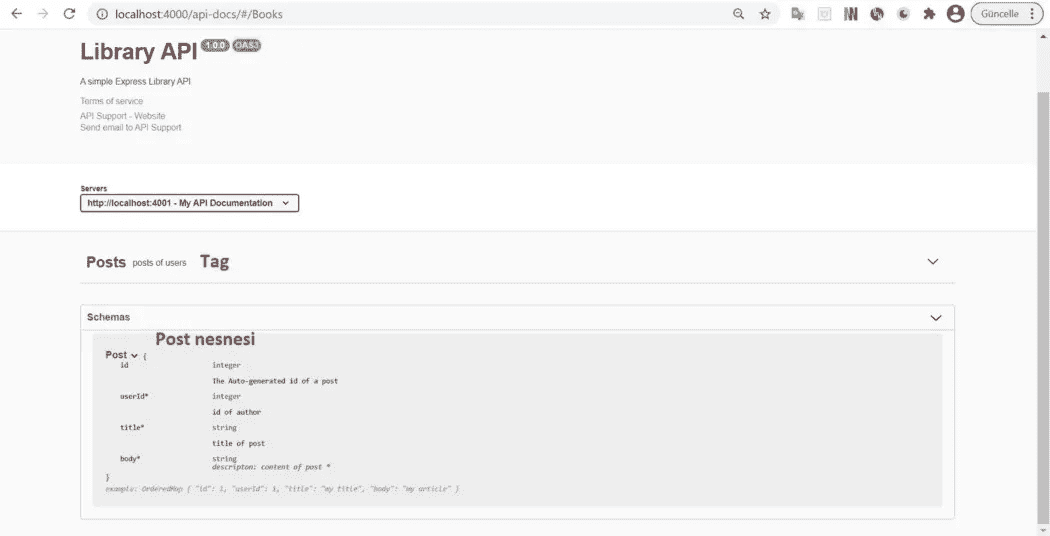 localhost:4000/api-docs/#/Books
Güncelle
Library API 1.0.0 OAS3
A simple Express Library API
Terms of service
API Support - Website
Send email to API Support
Servers
http://localhost:4001 - My API Documentation
Posts posts of users Tag
Schemas
Post nesnesi
Post {
id integer
The Auto-generated id of a post
userId* integer
id of author
title* string
title of post
body* string
descripton: content of post *
}
example: OrderedMap { "id": 1, "userId": 1, "title": "my title", "body": "my article" }